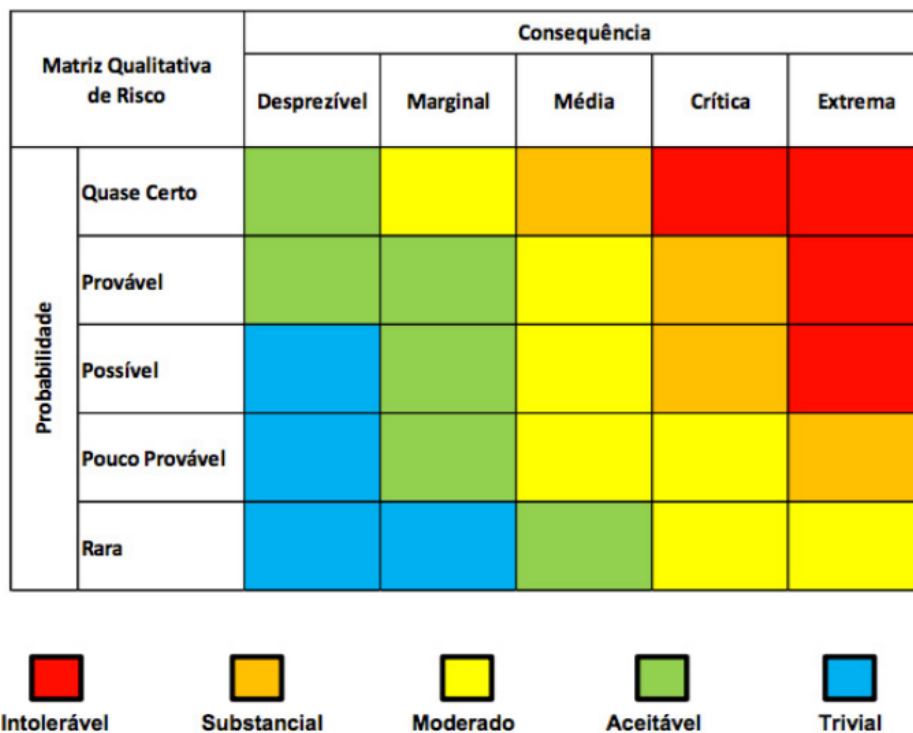 Matriz Qualitativa
de Risco
Consequência
Desprezível
Marginal
Média
Crítica
Extrema
Probabilidade
Quase Certo
Provável
Possível
Pouco Provável
Rara
Intolerável
Substancial
Moderado
Aceitável
Trivial